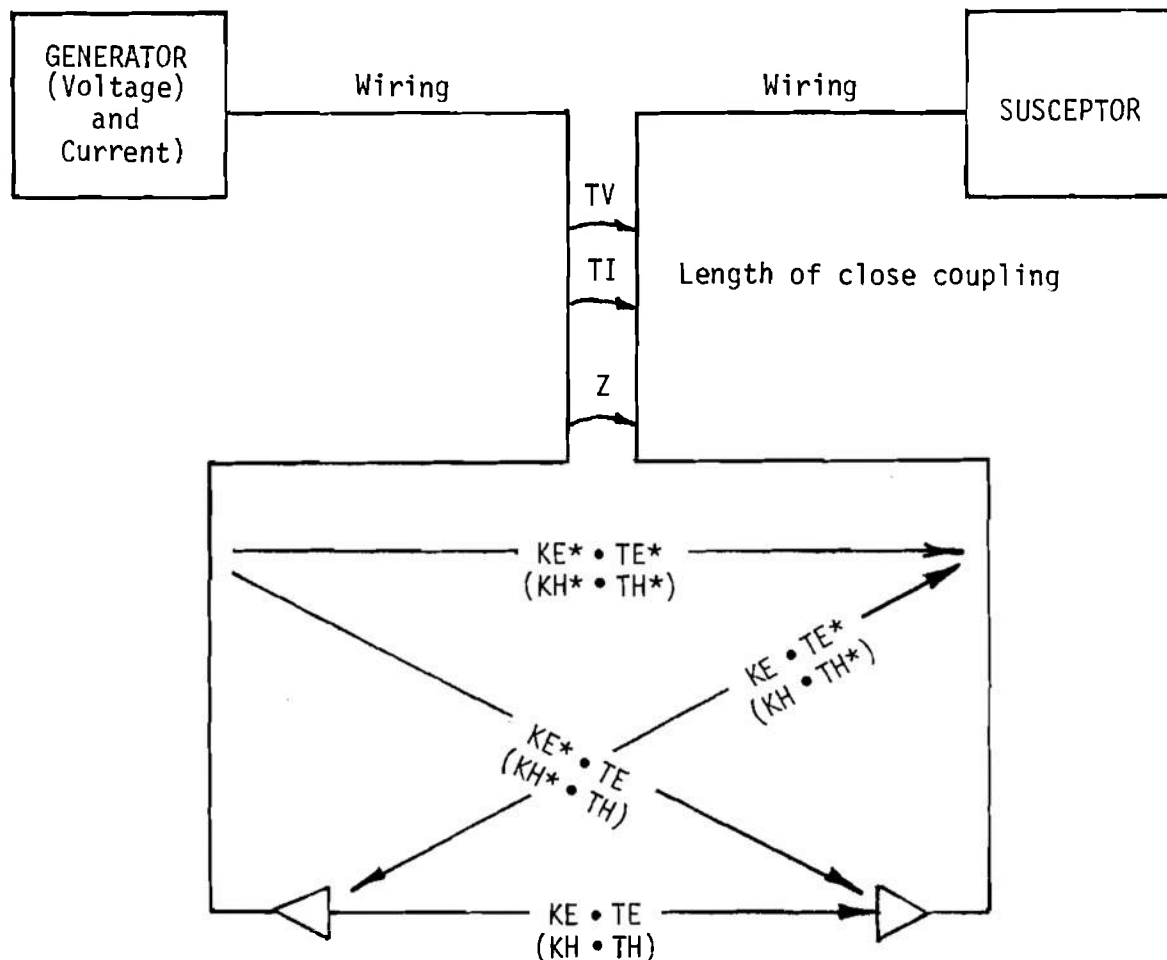 GENERATOR
(Voltage)
and
Current)
Wiring
Wiring
SUSCEPTOR
TV
TI
Length of close coupling
Z
KE* • TE*
(KH* • TH*)
KE • TE*
(KH • TH*)
KE* • TE
(KH* • TH)
KE • TE
(KH • TH)